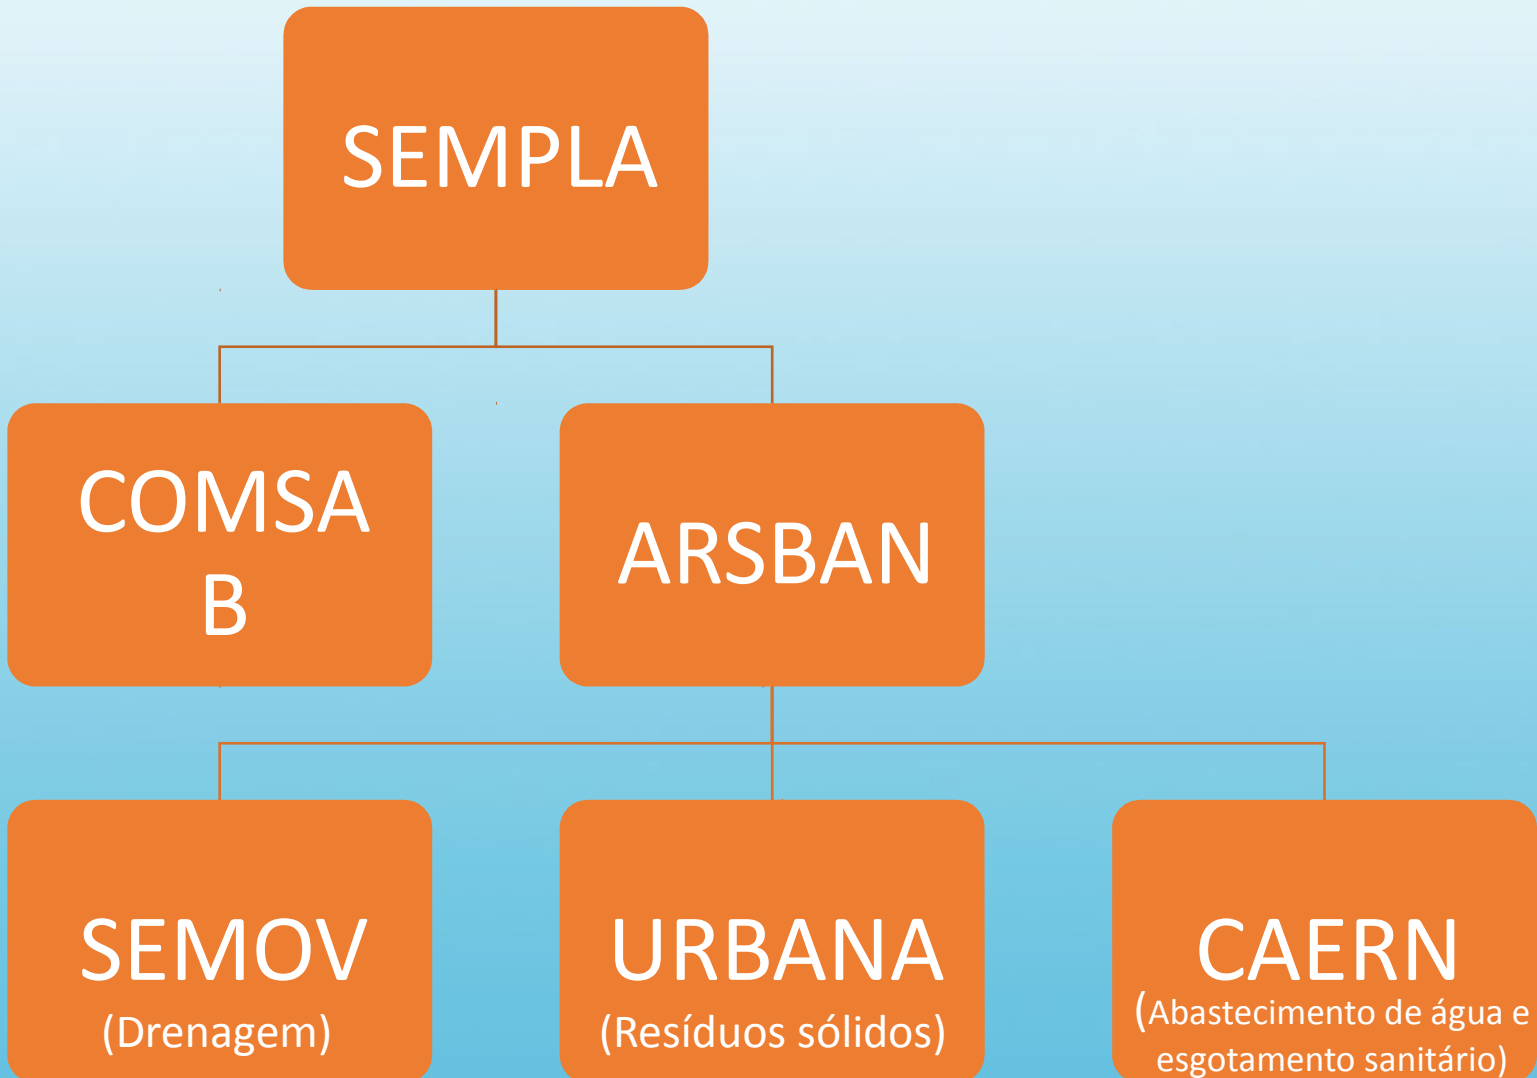 SEMPLA
COMSA
B
ARSBAN
SEMOV
(Drenagem)
URBANA
(Resíduos sólidos)
CAERN
(Abastecimento de água e
esgotamento sanitário)